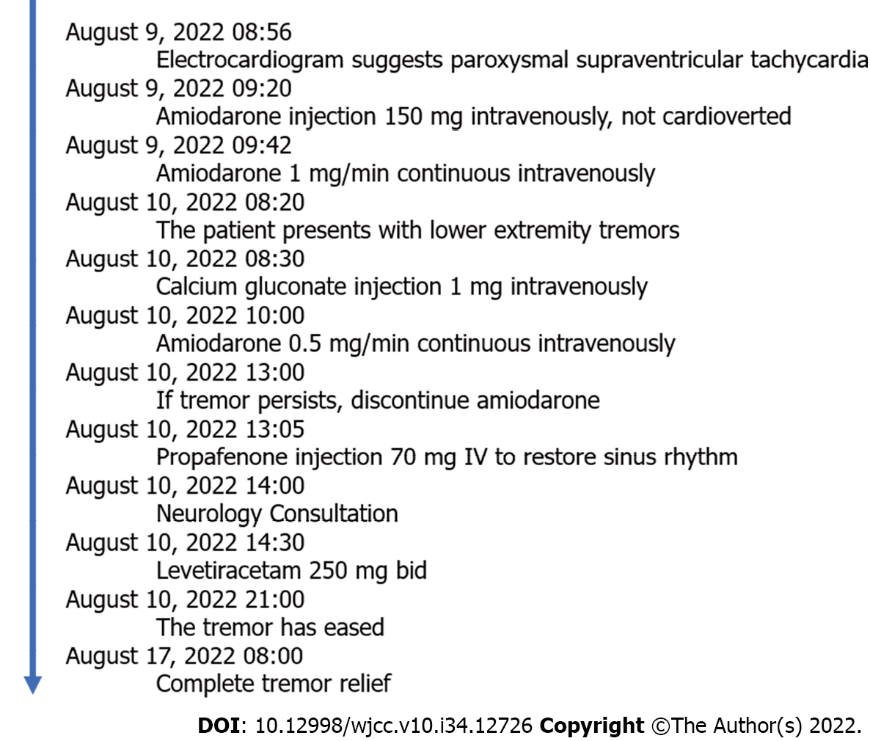 August 9, 2022 08:56
Electrocardiogram suggests paroxysmal supraventricular tachycardia
August 9, 2022 09:20
Amiodarone injection 150 mg intravenously, not cardioverted
August 9, 2022 09:42
Amiodarone 1 mg/min continuous intravenously
August 10, 2022 08:20
The patient presents with lower extremity tremors
August 10, 2022 08:30
Calcium gluconate injection 1 mg intravenously
August 10, 2022 10:00
Amiodarone 0.5 mg/min continuous intravenously
August 10, 2022 13:00
If tremor persists, discontinue amiodarone
August 10, 2022 13:05
Propafenone injection 70 mg IV to restore sinus rhythm
August 10, 2022 14:00
Neurology Consultation
August 10, 2022 14:30
Levetiracetam 250 mg bid
August 10, 2022 21:00
The tremor has eased
August 17, 2022 08:00
Complete tremor relief
DOI: 10.12998/wjcc.v10.i34.12726 Copyright ©The Author(s) 2022.